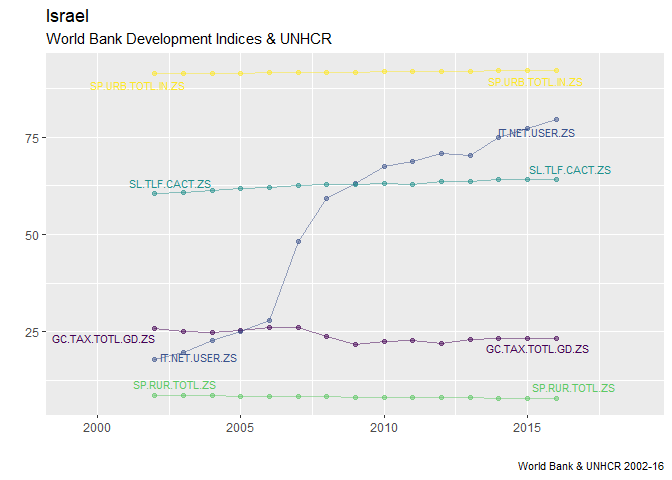 Israel
World Bank Development Indices & UNHCR
SP.URB.TOTL.IN.ZS
SP.URB.TOTL.IN.ZS
75
IT.NET.USER.ZS
SL.TLF.CACT.ZS
SL.TLF.CACT.ZS
50
25
GC.TAX.TOTL.GD.ZS
GC.TAX.TOTL.GD.ZS
IT.NET.USER.ZS
SP.RUR.TOTL.ZS
SP.RUR.TOTL.ZS
2000 2005 2010 2015
World Bank & UNHCR 2002-16